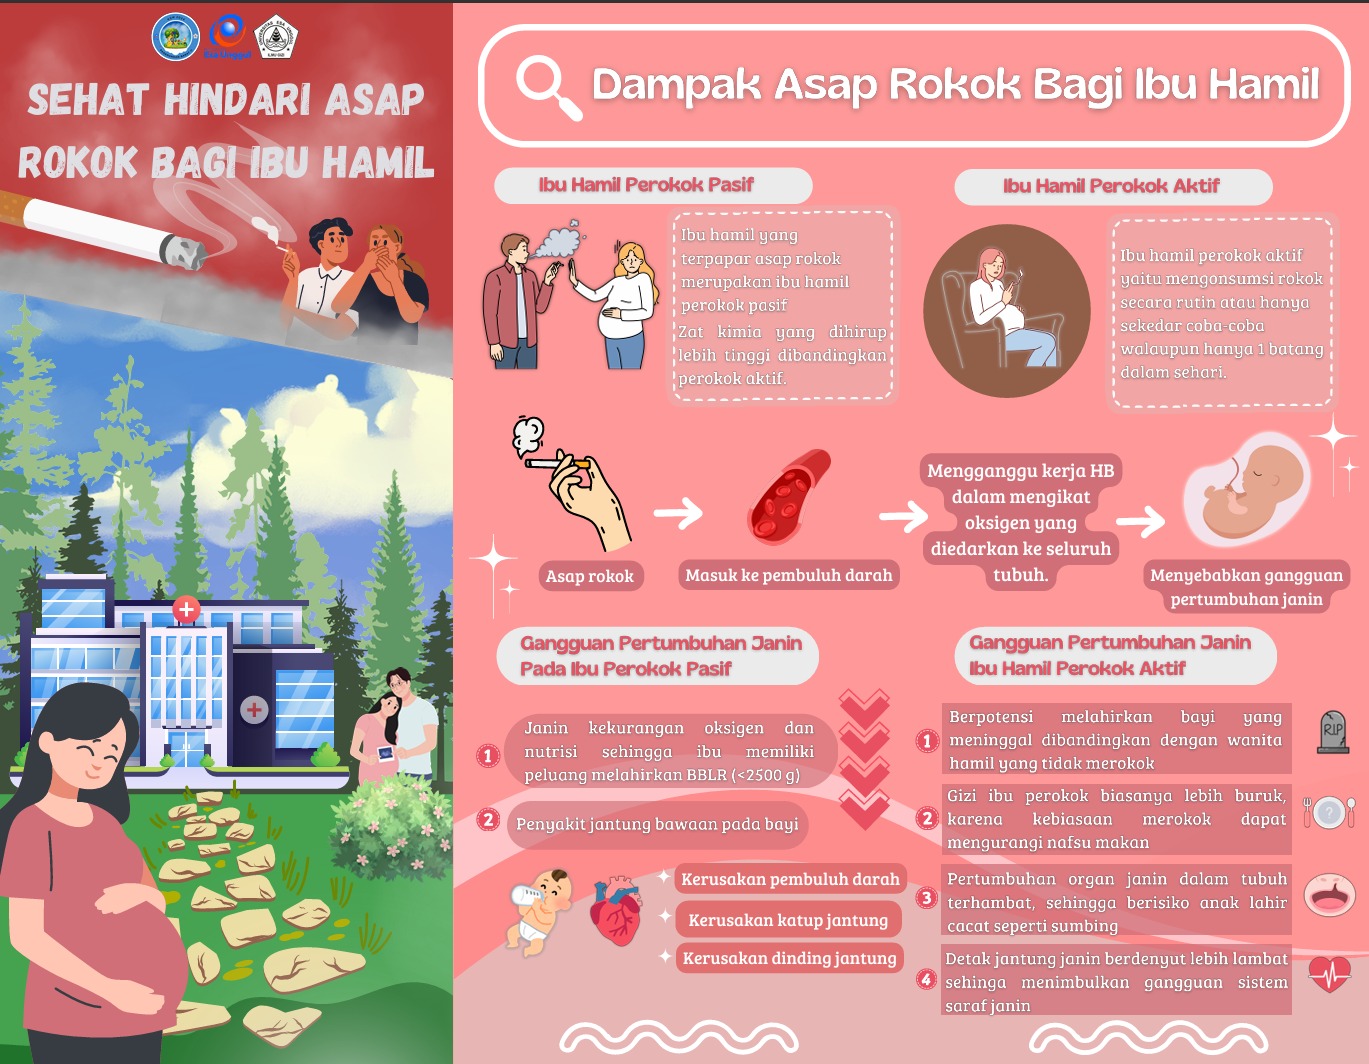 SEHAT HINDARI ASAP
ROKOK BAGI IBU HAMIL
Dampak Asap Rokok Bagi Ibu Hamil
Ibu Hamil Perokok Pasif
Ibu hamil yang
terpapar asap rokok
merupakan ibu hamil
perokok pasif
Zat kimia yang dihirup
lebih tinggi dibandingkan
perokok aktif.
Ibu Hamil Perokok Aktif
Ibu hamil perokok aktif
yaitu mengonsumsi rokok
secara rutin atau hanya
sekedar coba-coba
walaupun hanya 1 batang
dalam sehari.
Asap rokok
Masuk ke pembuluh darah
Mengganggu kerja HB
dalam mengikat
oksigen yang
diedarkan ke seluruh
tubuh.
Menyebabkan gangguan
pertumbuhan janin
Gangguan Pertumbuhan Janin
Pada Ibu Perokok Pasif
1
Janin kekurangan oksigen dan
nutrisi sehingga ibu memiliki
peluang melahirkan BBLR (<2500 g)
2
Penyakit jantung bawaan pada bayi
Kerusakan pembuluh darah
Kerusakan katup jantung
Kerusakan dinding jantung
Gangguan Pertumbuhan Janin
Ibu Hamil Perokok Aktif
1
Berpotensi melahirkan bayi yang
meninggal dibandingkan dengan wanita
hamil yang tidak merokok
RIP
2
Gizi ibu perokok biasanya lebih buruk,
karena kebiasaan merokok dapat
mengurangi nafsu makan
?
3
Pertumbuhan organ janin dalam tubuh
terhambat, sehingga berisiko anak lahir
cacat seperti sumbing
4
Detak jantung janin berdenyut lebih lambat
sehinga menimbulkan gangguan sistem
saraf janin